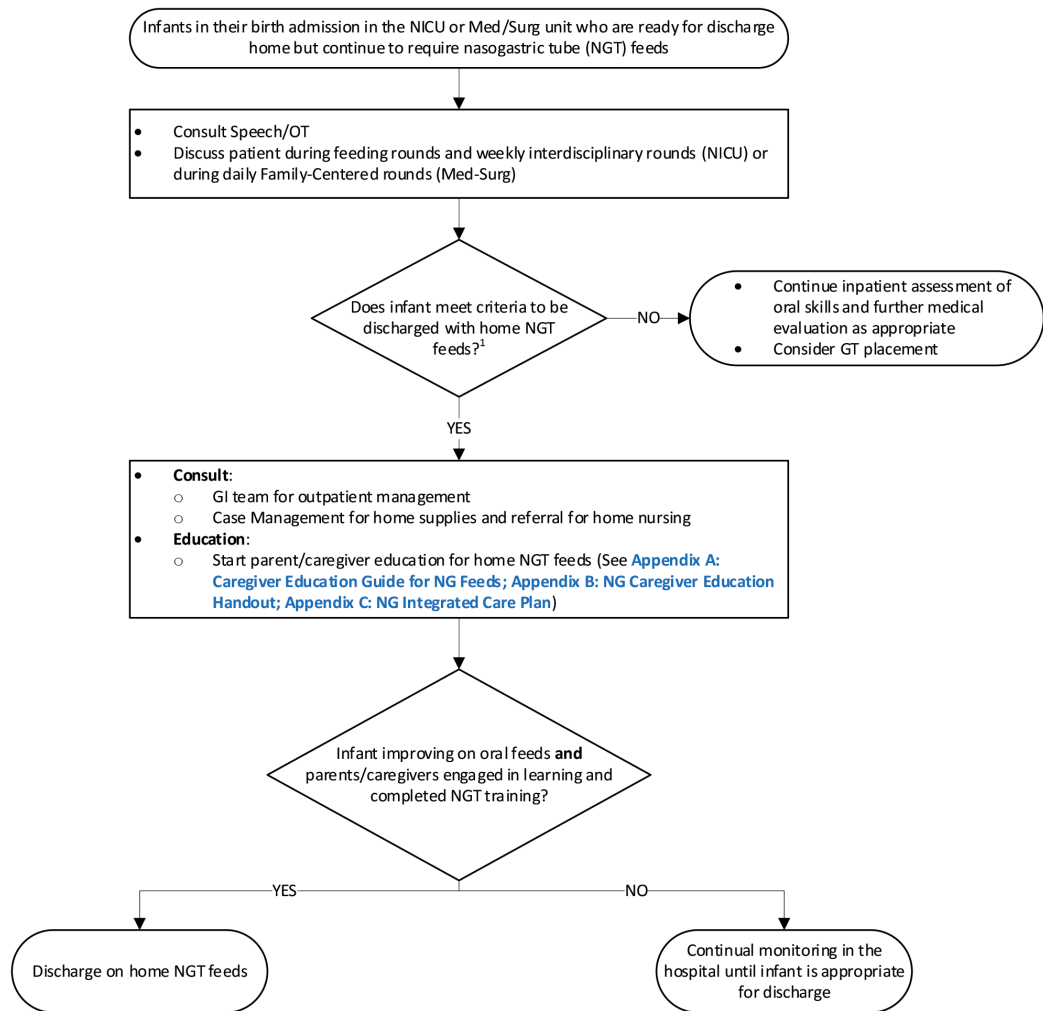 Infants in their birth admission in the NICU or Med/Surg unit who are ready for discharge
home but continue to require nasogastric tube (NGT) feeds
• Consult Speech/OT
• Discuss patient during feeding rounds and weekly interdisciplinary rounds (NICU) or
during daily Family-Centered rounds (Med-Surg)
Does infant meet criteria to be
discharged with home NGT
feeds?¹
NO
• Continue inpatient assessment of
oral skills and further medical
evaluation as appropriate
• Consider GT placement
YES
• Consult:
○ GI team for outpatient management
○ Case Management for home supplies and referral for home nursing
• Education:
○ Start parent/caregiver education for home NGT feeds (See Appendix A:
Caregiver Education Guide for NG Feeds; Appendix B: NG Caregiver Education
Handout; Appendix C: NG Integrated Care Plan)
Infant improving on oral feeds and
parents/caregivers engaged in learning and
completed NGT training?
YES
NO
Discharge on home NGT feeds
Continual monitoring in the
hospital until infant is appropriate
for discharge